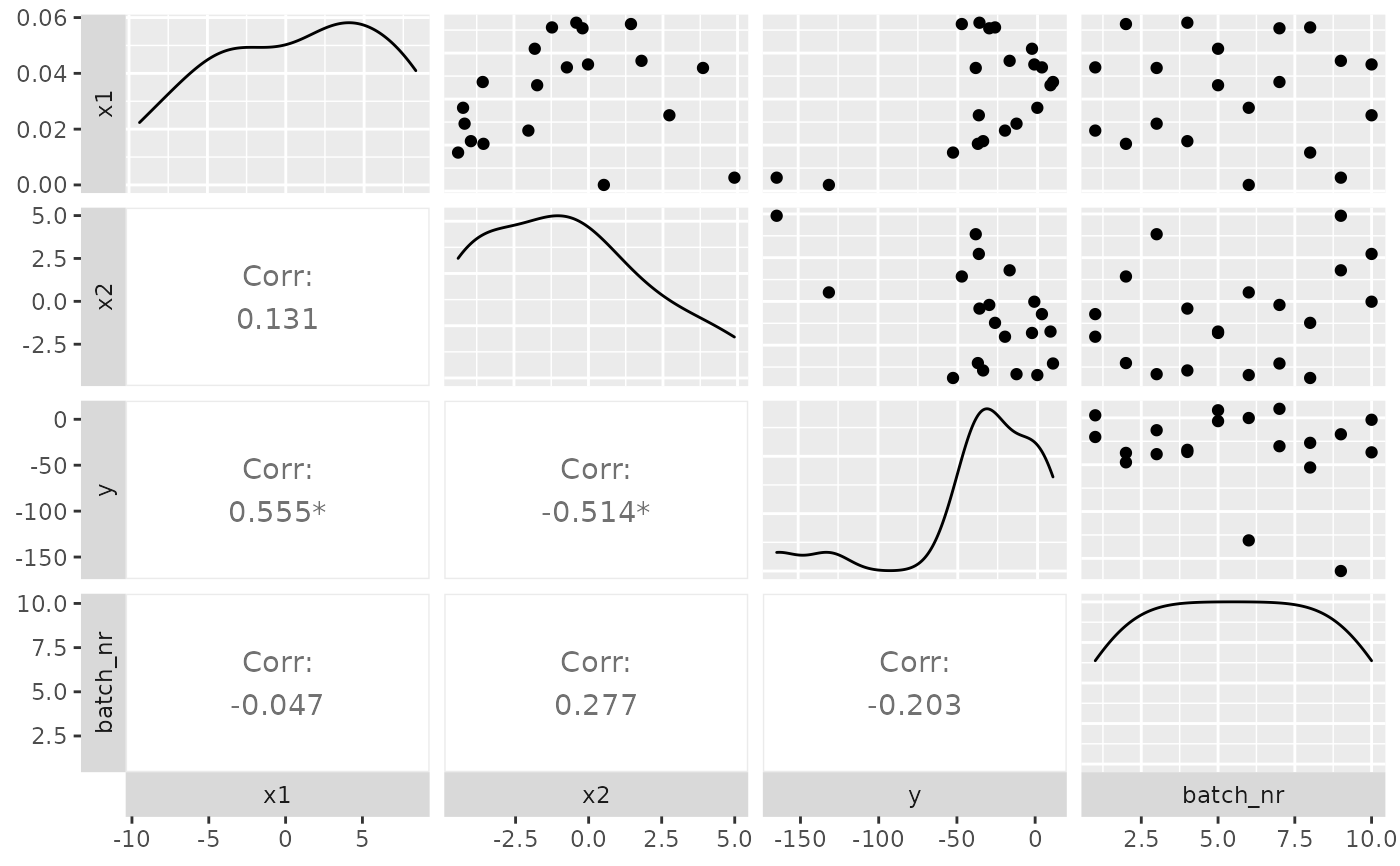 0.06
0.04
0.02
0.00
x1
5.0
2.5
0.0
-2.5
x2
Corr:
0.131
0
-50
-100
-150
y
Corr:
0.555*
Corr:
-0.514*
10.0
7.5
5.0
2.5
batch_nr
Corr:
-0.047
Corr:
0.277
Corr:
-0.203
x1 x2 y batch_nr
-10 -5 0 5 -2.5 0.0 2.5 5.0 -150 -100 -50 0 2.5 5.0 7.5 10.0